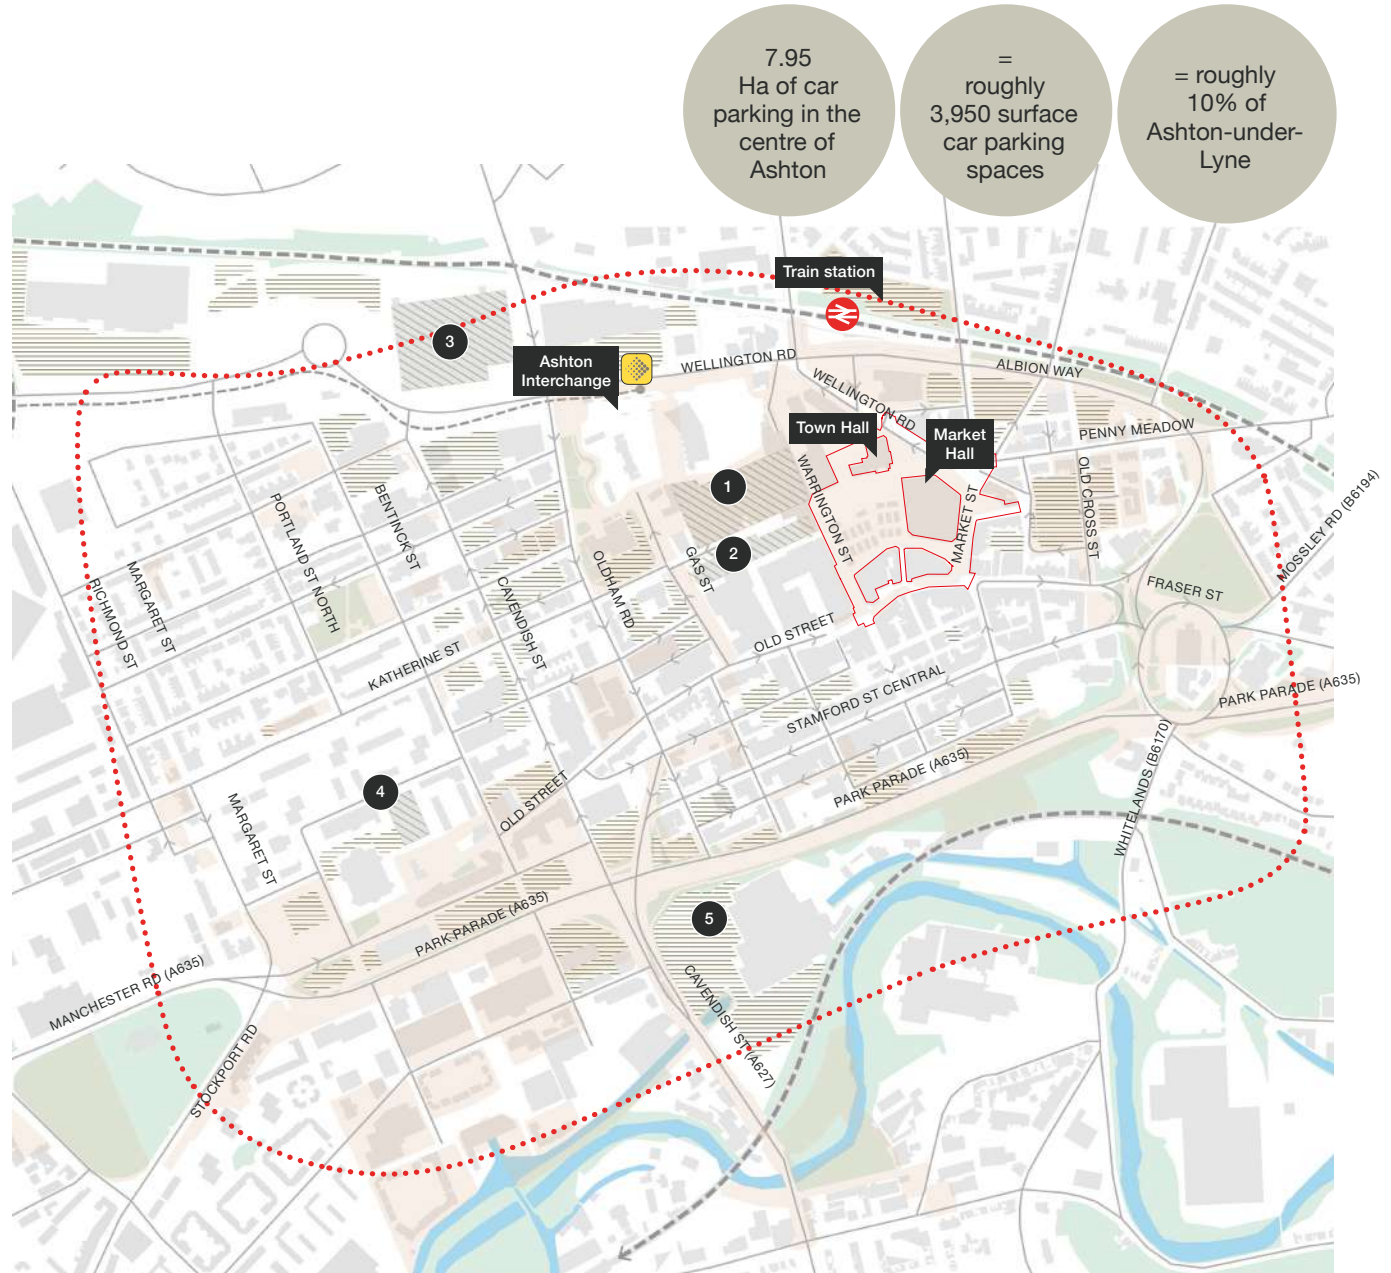 7.95
Ha of car
parking in the
centre of
Ashton
=
roughly
3,950 surface
car parking
spaces
= roughly
10% of
Ashton-under-
Lyne
Train station
3
Ashton
Interchange
WELLINGTON RD
ALBION WAY
WELLINGTON RD
Town Hall
Market
Hall
PENNY MEADOW
1
2
WARRINGTON ST
MARKET ST
OLD CROSS ST
MOSSLEY RD (B6194)
PORTLAND ST NORTH
BENTINCK ST
GAS ST
OLDHAM RD
CAVENDISH ST
MARGARET ST
RICHMOND ST
FRASER ST
OLD STREET
KATHERINE ST
STAMFORD ST CENTRAL
PARK PARADE (A635)
WHITELANDS (B6170)
PARK PARADE (A635)
4
MARGARET ST
OLD STREET
5
PARK PARADE (A635)
MANCHESTER RD (A635)
CAVENDISH ST (A627)
STOCKPORT RD